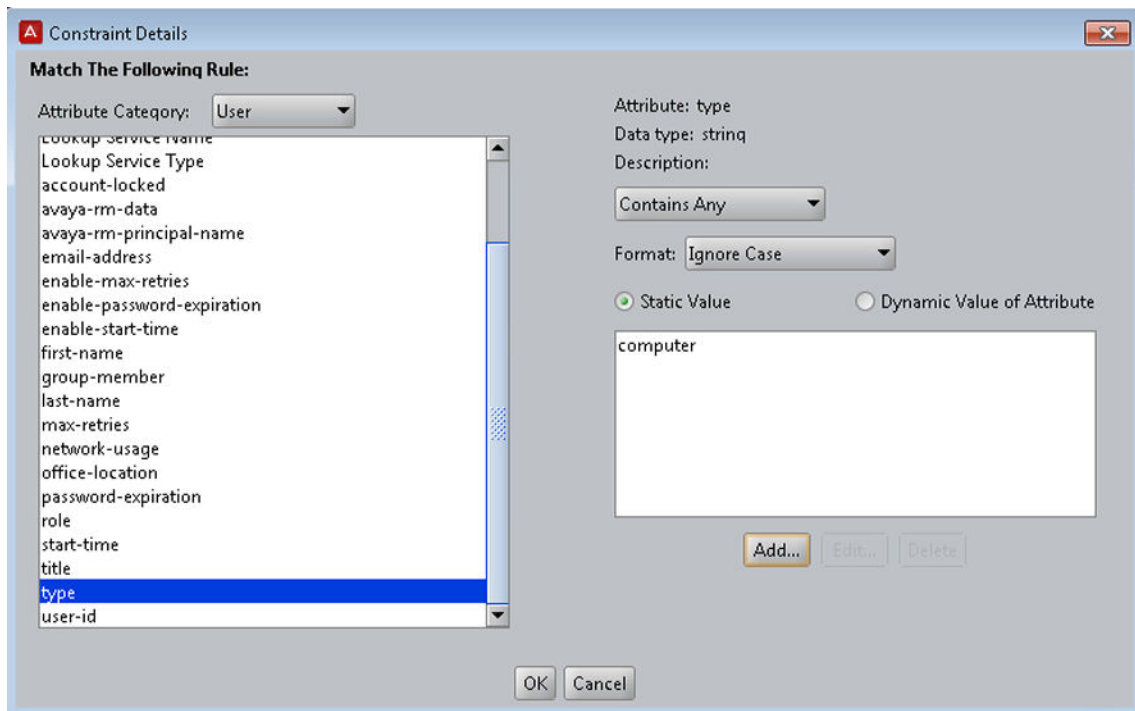 A Constraint Details
Match The Following Rule:
Attribute Category: User
Lookup Service Name
Lookup Service Type
account-locked
avaya-rm-data
avaya-rm-principal-name
email-address
enable-max-retries
enable-password-expiration
enable-start-time
first-name
group-member
last-name
max-retries
network-usage
office-location
password-expiration
role
start-time
title
type
user-id
Attribute: type
Data type: string
Description:
Contains Any
Format: Ignore Case
Static Value Dynamic Value of Attribute
computer
Add... Edit... Delete
OK Cancel